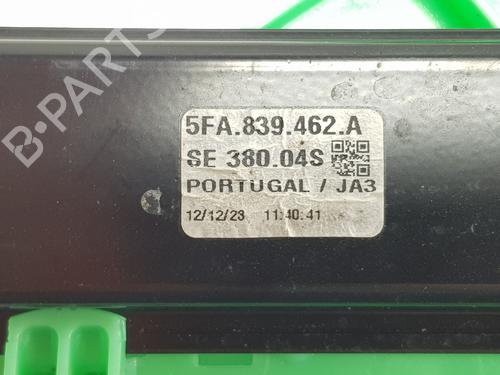 5FA.839.462.A
SE 380.04S
PORTUGAL / JA3
12/12/23 11:40:41
B-PARTS